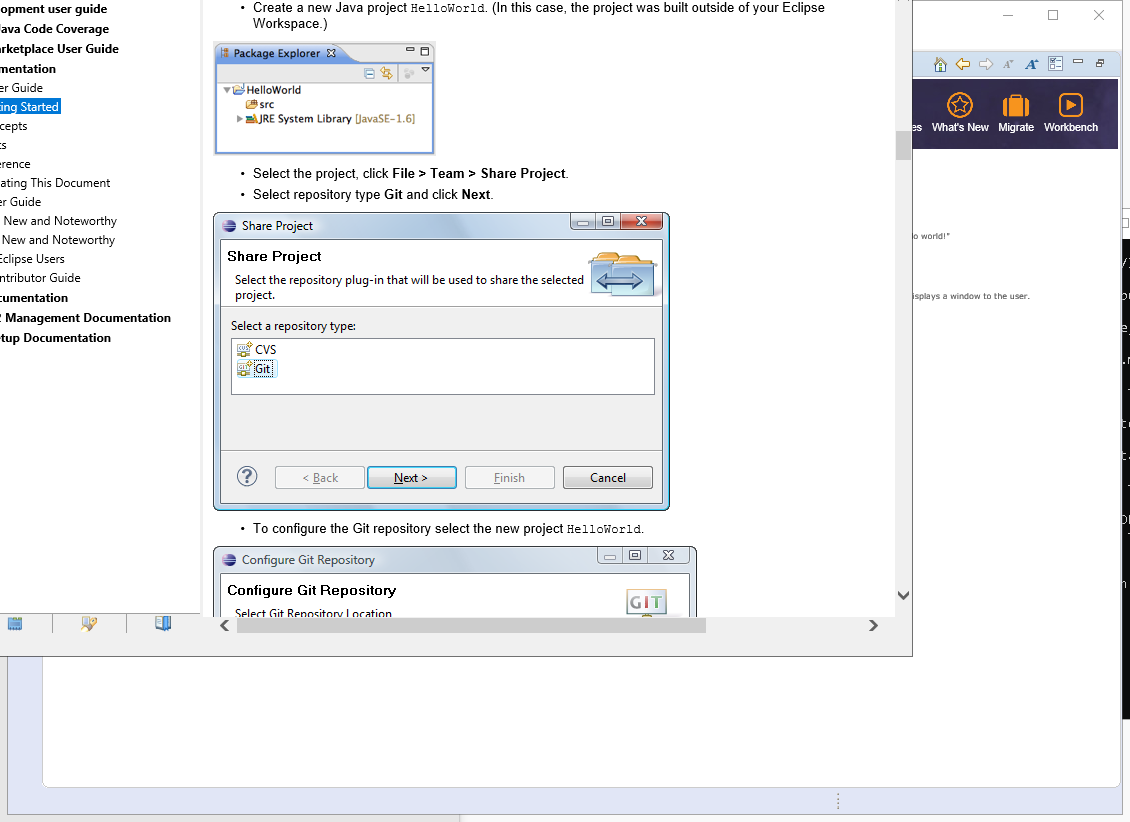 opment user guide
Java Code Coverage
arketplace User Guide
mentation
er Guide
ing Started
cepts
ts
erence
ating This Document
er Guide
New and Noteworthy
New and Noteworthy
Eclipse Users
ntributor Guide
cumentation
2 Management Documentation
etup Documentation
• Create a new Java project HelloWorld. (In this case, the project was built outside of your Eclipse
Workspace.)
Package Explorer
HelloWorld
src
JRE System Library [JavaSE-1.6]
• Select the project, click File > Team > Share Project.
• Select repository type Git and click Next.
Share Project
Share Project
Select the repository plug-in that will be used to share the selected
project.
Select a repository type:
CVS
Git
< Back
Next >
Finish
Cancel
• To configure the Git repository select the new project HelloWorld.
Configure Git Repository
Configure Git Repository
Select Git Repository Location
GIT
es
What's New
Migrate
Workbench
o world!"
isplays a window to the user.